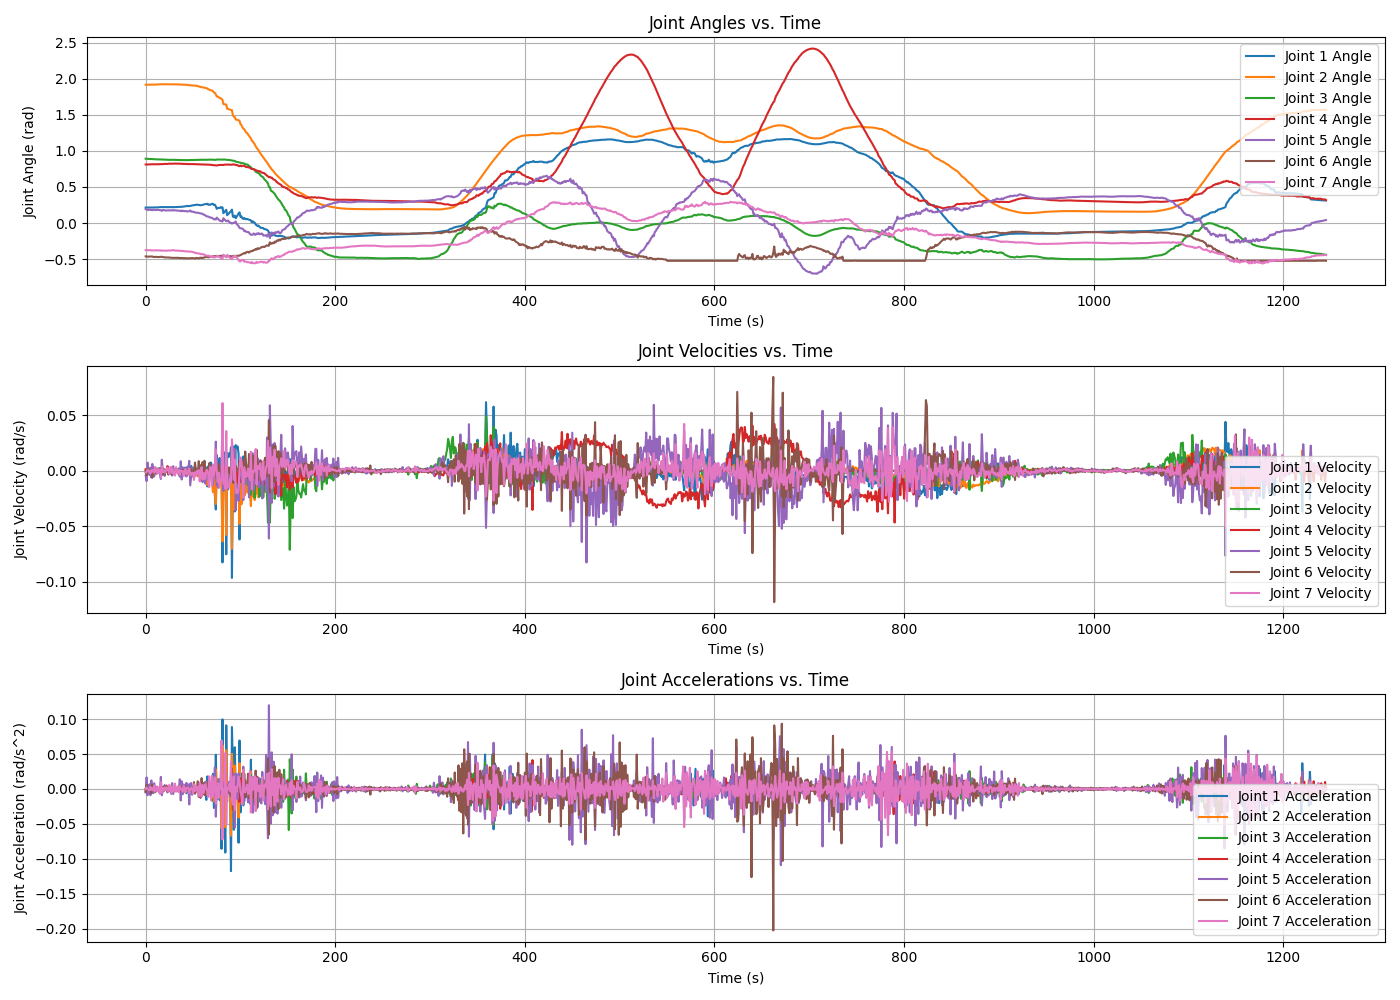 Joint Angles vs. Time
Joint Angle (rad)
2.5
2.0
1.5
1.0
0.5
0.0
−0.5
Joint 1 Angle
Joint 2 Angle
Joint 3 Angle
Joint 4 Angle
Joint 5 Angle
Joint 6 Angle
Joint 7 Angle
0 200 400 600 800 1000 1200
Time (s)
Joint Velocities vs. Time
Joint Velocity (rad/s)
0.05
0.00
−0.05
−0.10
Joint 1 Velocity
Joint 2 Velocity
Joint 3 Velocity
Joint 4 Velocity
Joint 5 Velocity
Joint 6 Velocity
Joint 7 Velocity
0 200 400 600 800 1000 1200
Time (s)
Joint Accelerations vs. Time
Joint Acceleration (rad/s^2)
0.10
0.05
0.00
−0.05
−0.10
−0.15
−0.20
Joint 1 Acceleration
Joint 2 Acceleration
Joint 3 Acceleration
Joint 4 Acceleration
Joint 5 Acceleration
Joint 6 Acceleration
Joint 7 Acceleration
0 200 400 600 800 1000 1200
Time (s)